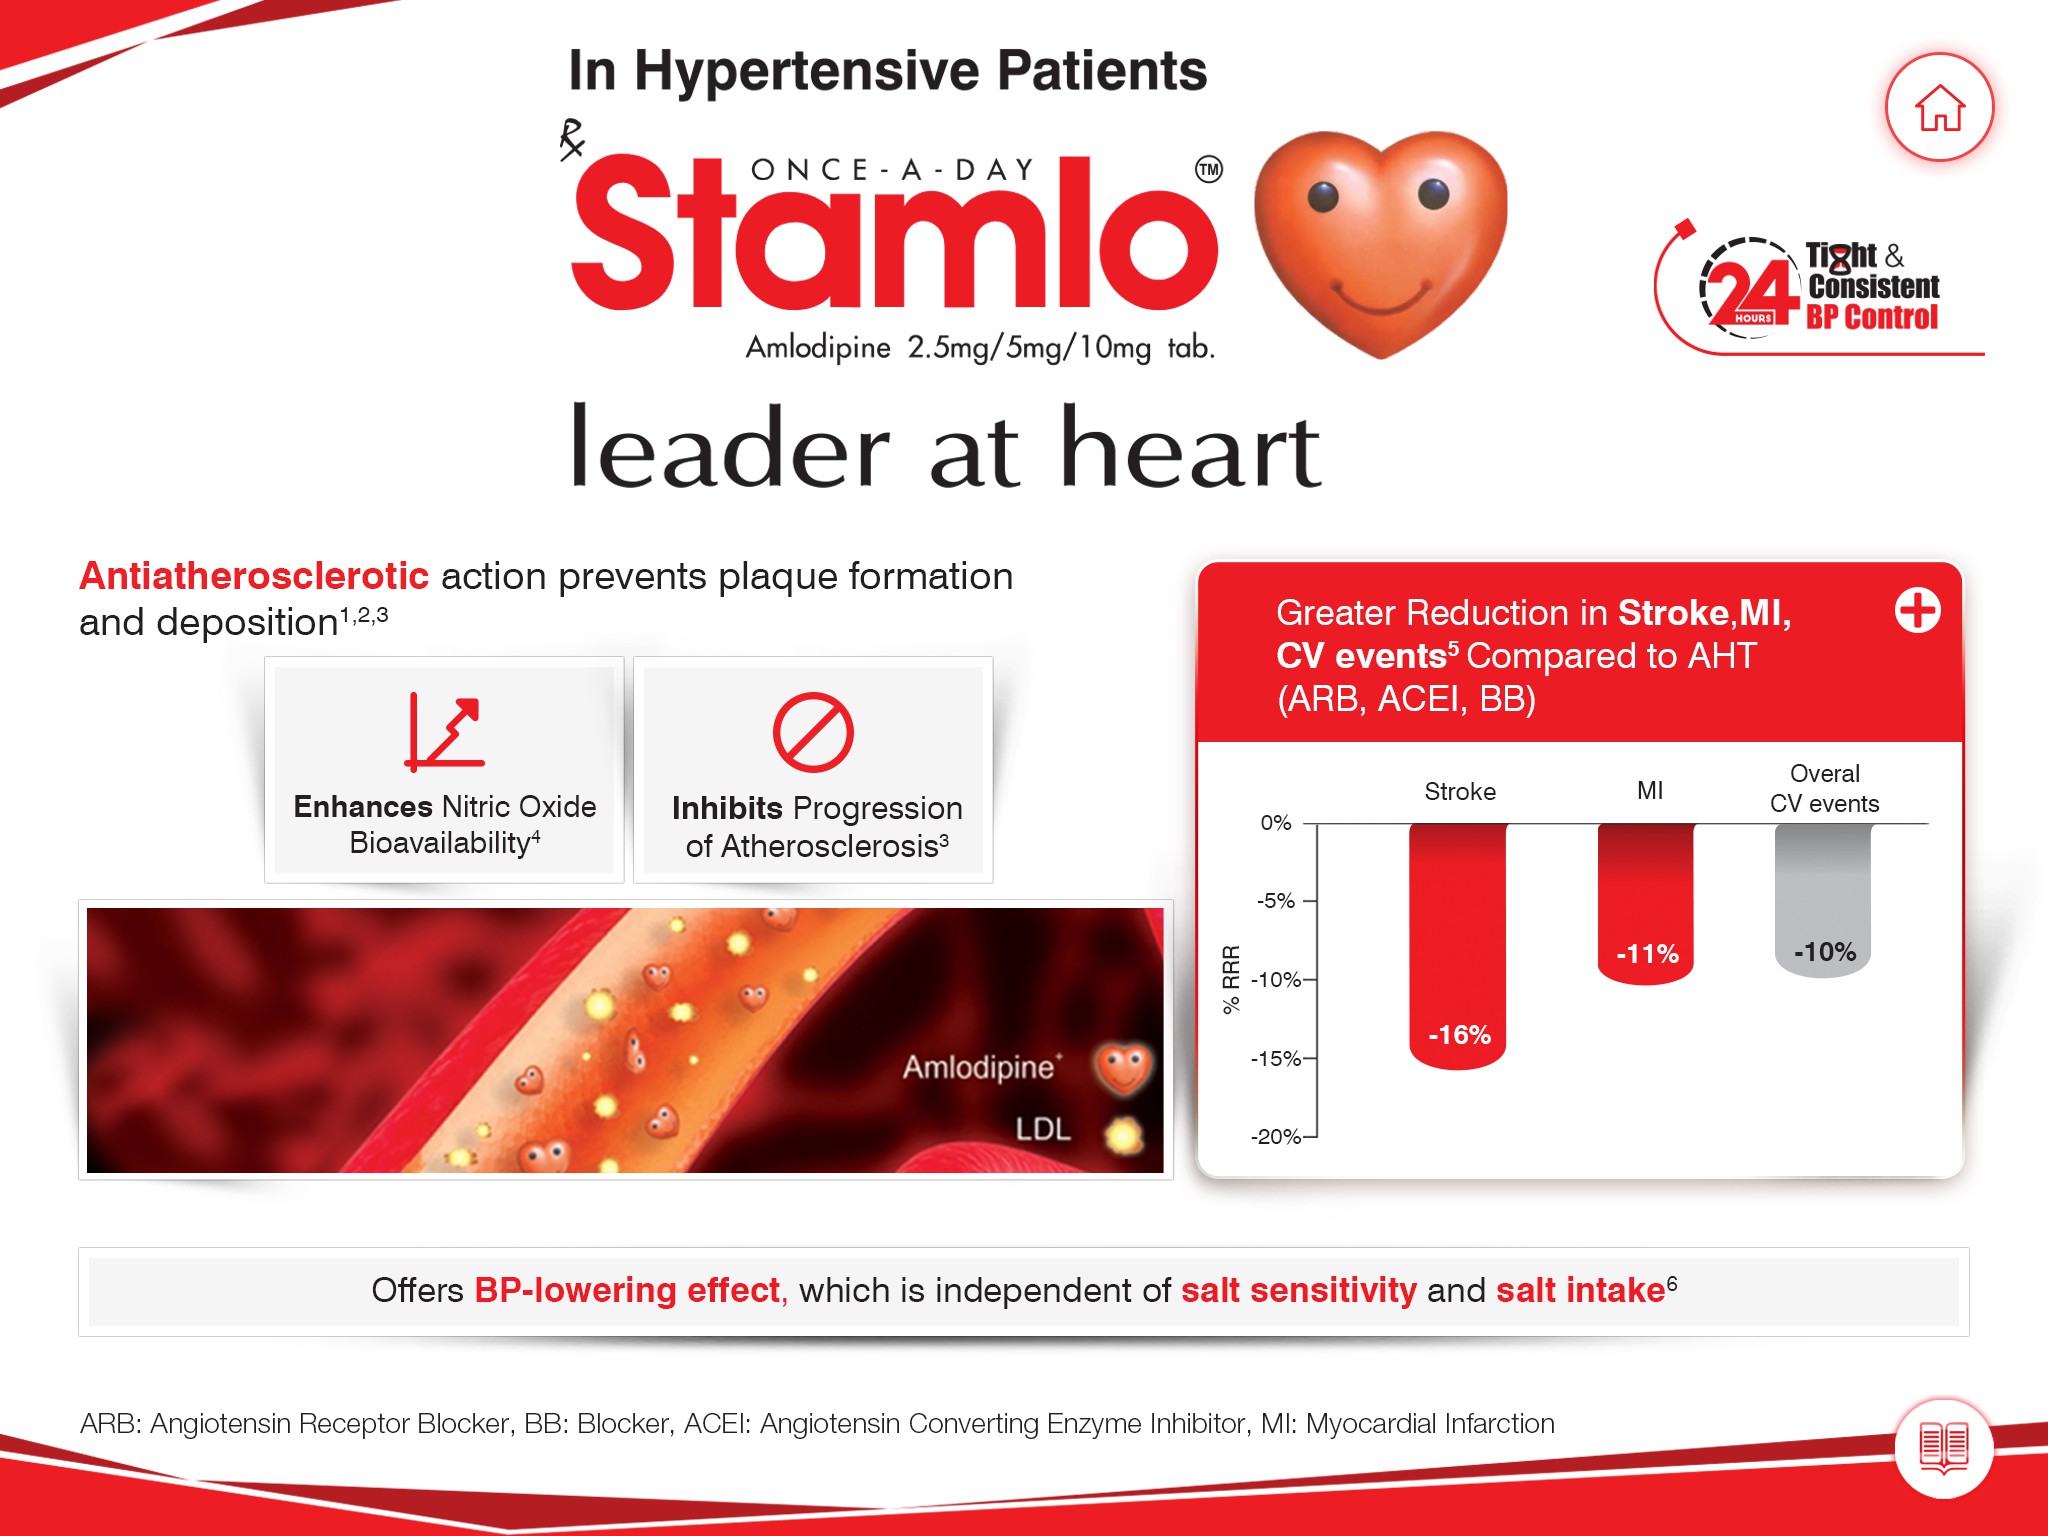 In Hypertensive Patients
℞
ONCE-A-DAY
Stamlo™
Amlodipine 2.5mg/5mg/10mg tab.
leader at heart
24 HOURS
Tight &
Consistent
BP Control
Antiatherosclerotic action prevents plaque formation
and deposition1,2,3
Enhances Nitric Oxide
Bioavailability4
Inhibits Progression
of Atherosclerosis3
Amlodipine+
LDL
Greater Reduction in Stroke,MI,
CV events5 Compared to AHT
(ARB, ACEI, BB)
Stroke
MI
Overal
CV events
% RRR
0%
-5%
-10%
-15%
-20%
-16%
-11%
-10%
Offers BP-lowering effect, which is independent of salt sensitivity and salt intake6
ARB: Angiotensin Receptor Blocker, BB: Blocker, ACEI: Angiotensin Converting Enzyme Inhibitor, MI: Myocardial Infarction